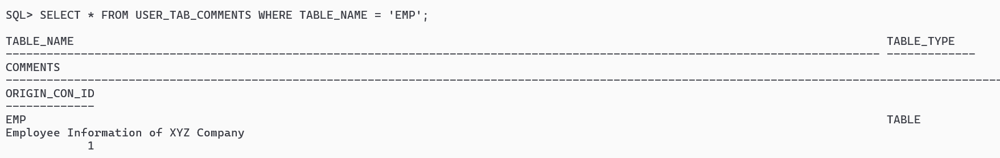 SQL> SELECT * FROM USER_TAB_COMMENTS WHERE TABLE_NAME = 'EMP';
TABLE_NAME TABLE_TYPE
-------------------------------------------------------------------------------------------------------------------------------- -------------
COMMENTS
--------------------------------------------------------------------------------------------------------------------------------------------------
ORIGIN_CON_ID
-------------
EMP TABLE
Employee Information of XYZ Company
1